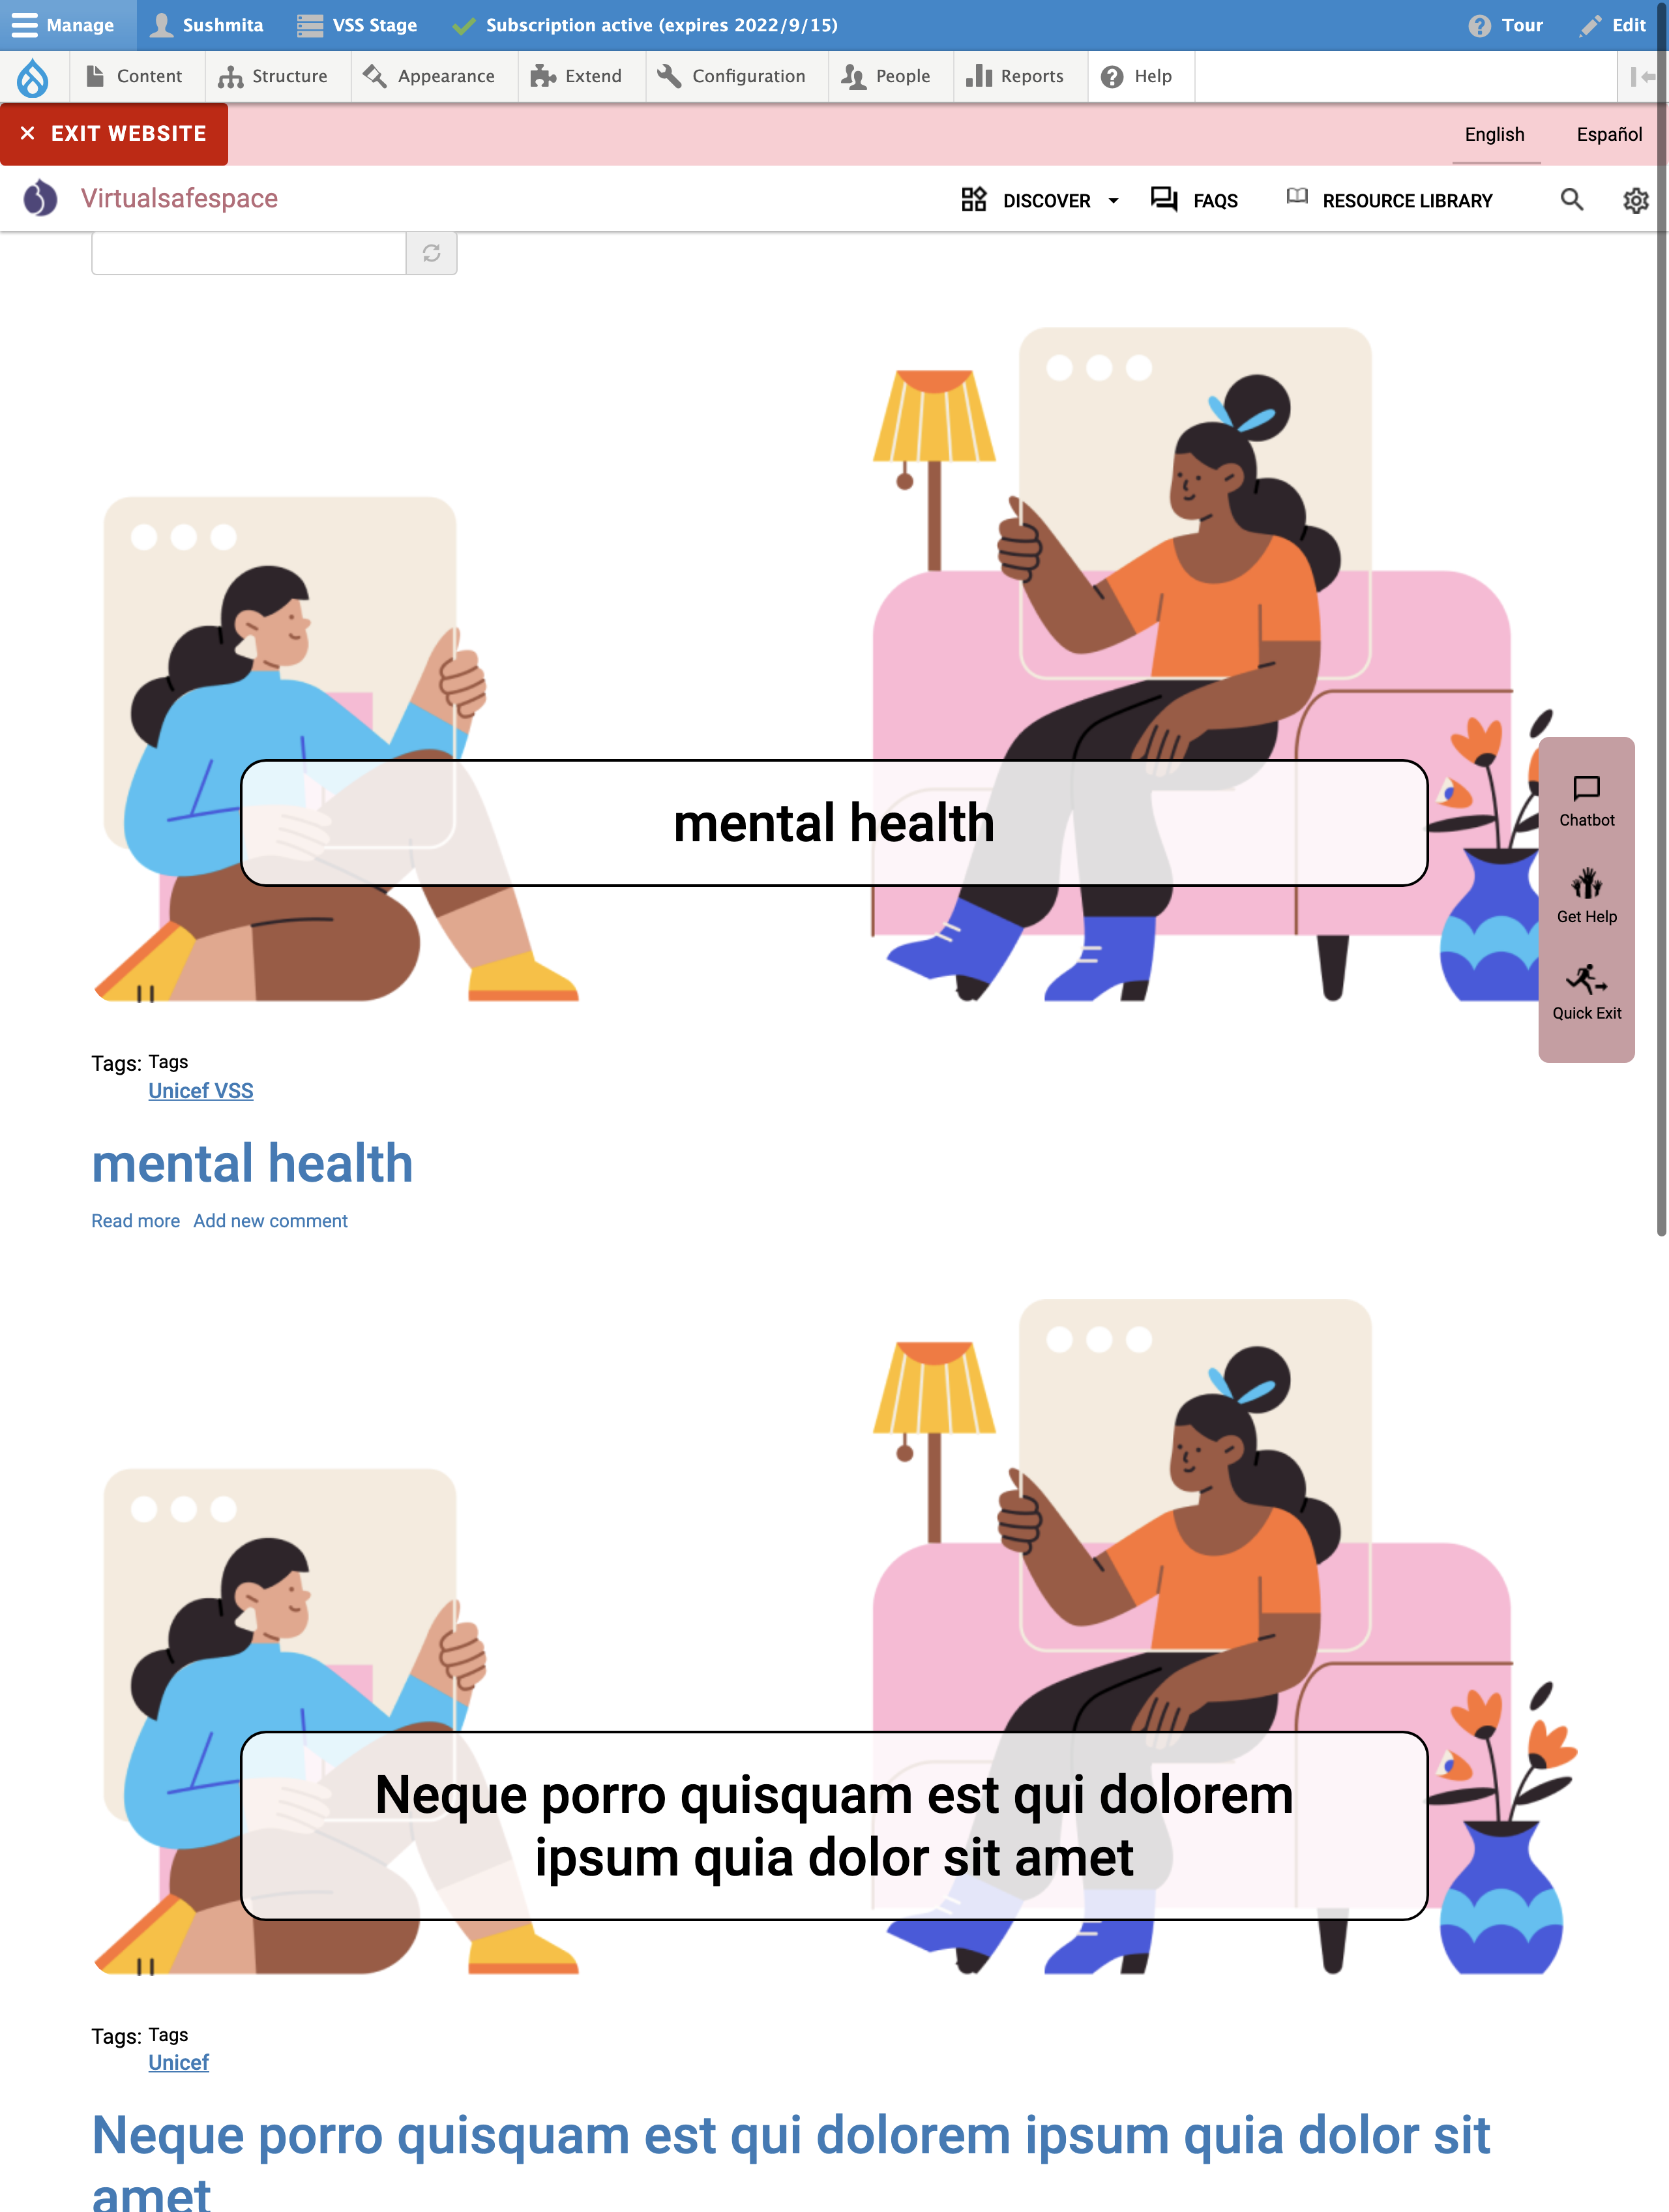 Manage Sushmita VSS Stage Subscription active (expires 2022/9/15) Tour Edit
Content Structure Appearance Extend Configuration People Reports Help
× EXIT WEBSITE English Español
Virtualsafespace DISCOVER FAQS RESOURCE LIBRARY
mental health
Chatbot
Get Help
Quick Exit
Tags: Tags
Unicef VSS
mental health
Read more Add new comment
Neque porro quisquam est qui dolorem
ipsum quia dolor sit amet
Tags: Tags
Unicef
Neque porro quisquam est qui dolorem ipsum quia dolor sit
amet